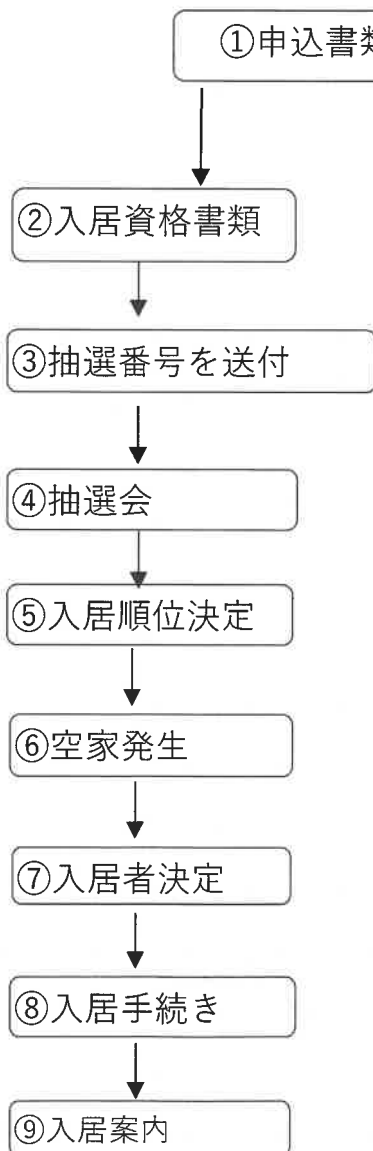 ①申込書類
②入居資格書類
③抽選番号を送付
④抽選会
⑤入居順位決定
⑥空家発生
⑦入居者決定
⑧入居手続き
⑨入居案内